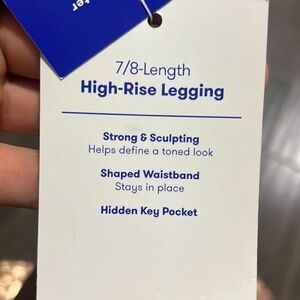 7/8-Length
High-Rise Legging
Strong & Sculpting
Helps define a toned look
Shaped Waistband
Stays in place
Hidden Key Pocket